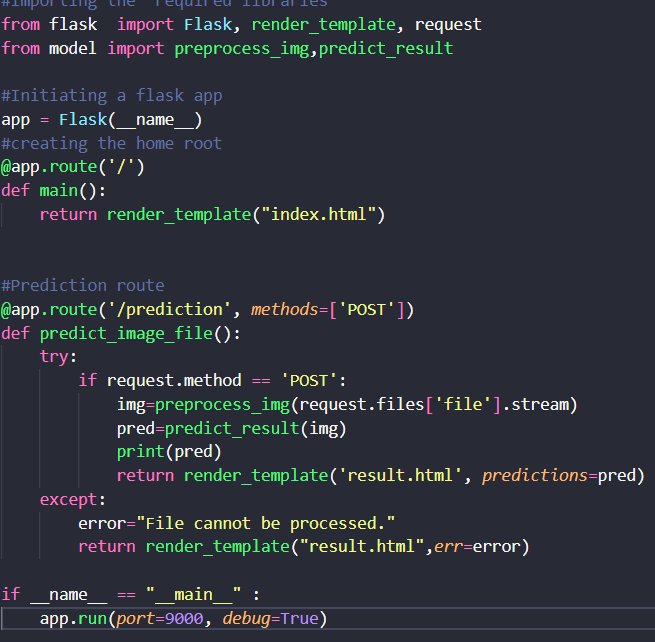 #Importing the  required libraries
from flask  import Flask, render_template, request
from model import preprocess_img,predict_result
#Initiating a flask app
app = Flask(__name__)
#creating the home root
@app.route('/')
def main():
    return render_template("index.html")
#Prediction route
@app.route('/prediction', methods=['POST'])
def predict_image_file():
    try:
        if request.method == 'POST':
            img=preprocess_img(request.files['file'].stream)
            pred=predict_result(img)
            print(pred)
            return render_template('result.html', predictions=pred)
    except:
        error="File cannot be processed."
        return render_template("result.html",err=error)
if __name__ == "__main__" :
    app.run(port=9000, debug=True)